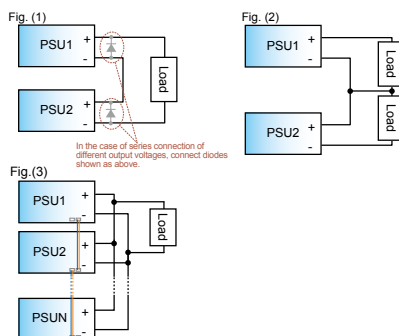 Fig. (1)
PSU1
+
-
PSU2
+
-
Load
In the case of series connection of
different output voltages, connect diodes
shown as above.
Fig. (2)
PSU1
+
-
PSU2
+
-
Load
Load
Fig.(3)
PSU1
+
-
PSU2
+
-
PSUN
+
-
Load